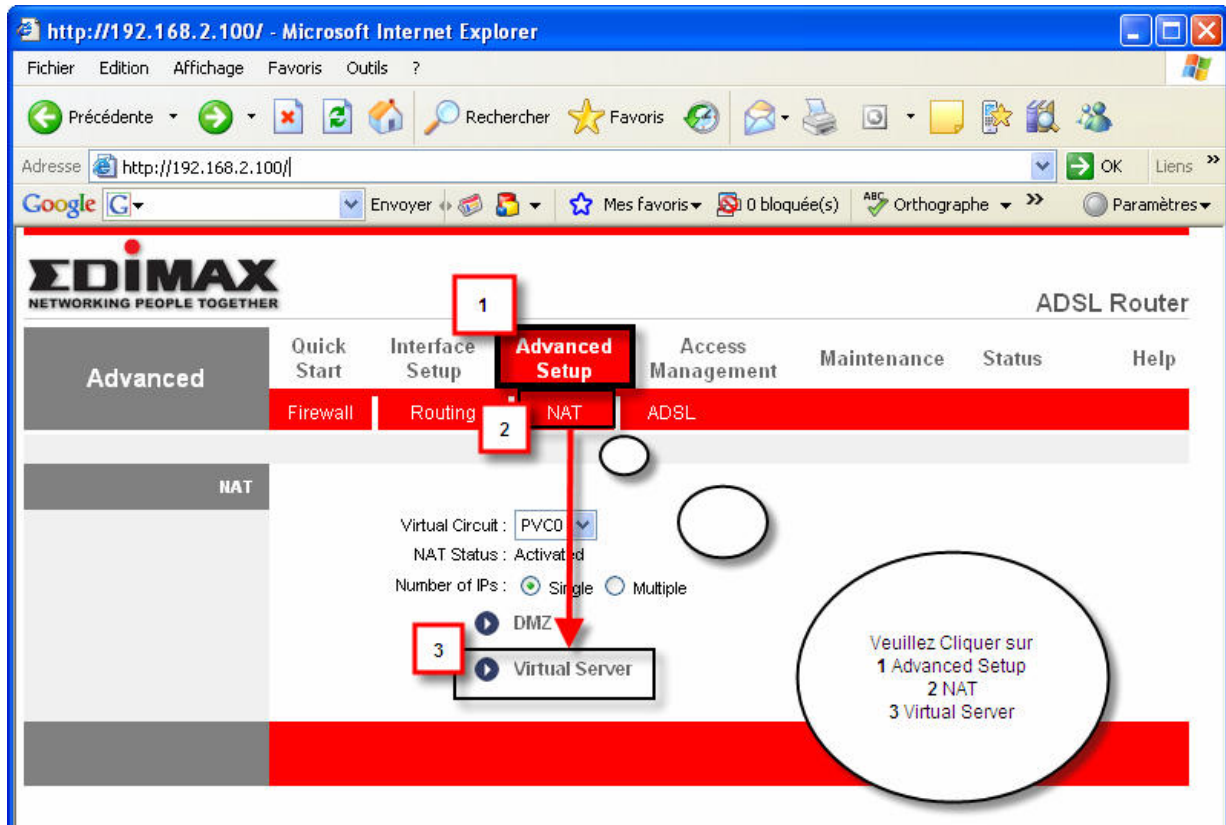 http://192.168.2.100/ - Microsoft Internet Explorer
Fichier Edition Affichage Favoris Outils ?
Précédente Rechercher Favoris
Adresse http://192.168.2.100/ OK Liens »
Google G Envoyer Mes favoris 0 bloquée(s) ABC Orthographe » Paramètres
EDIMAX
NETWORKING PEOPLE TOGETHER
ADSL Router
1
Advanced
Quick Start Interface Setup Advanced Setup Access Management Maintenance Status Help
Firewall Routing NAT ADSL
2
NAT
Virtual Circuit : PVC0
NAT Status : Activated
Number of IPs : Single Multiple
DMZ
3
Virtual Server
Veuillez Cliquer sur
1 Advanced Setup
2 NAT
3 Virtual Server